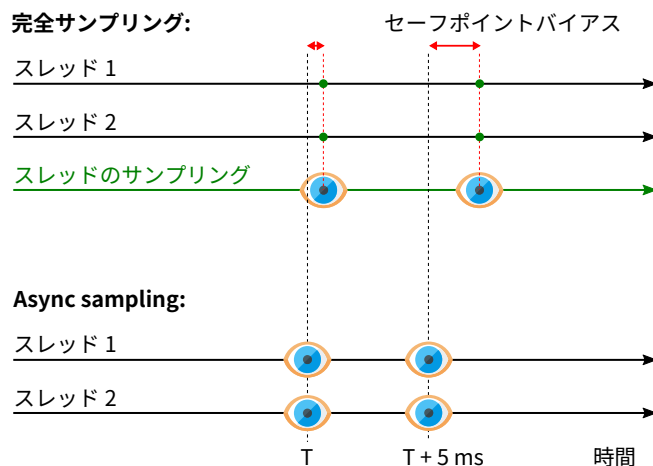 完全サンプリング:
セーフポイントバイアス
スレッド 1
スレッド 2
スレッドのサンプリング
Async sampling:
スレッド 1
スレッド 2
T
T + 5 ms
時間